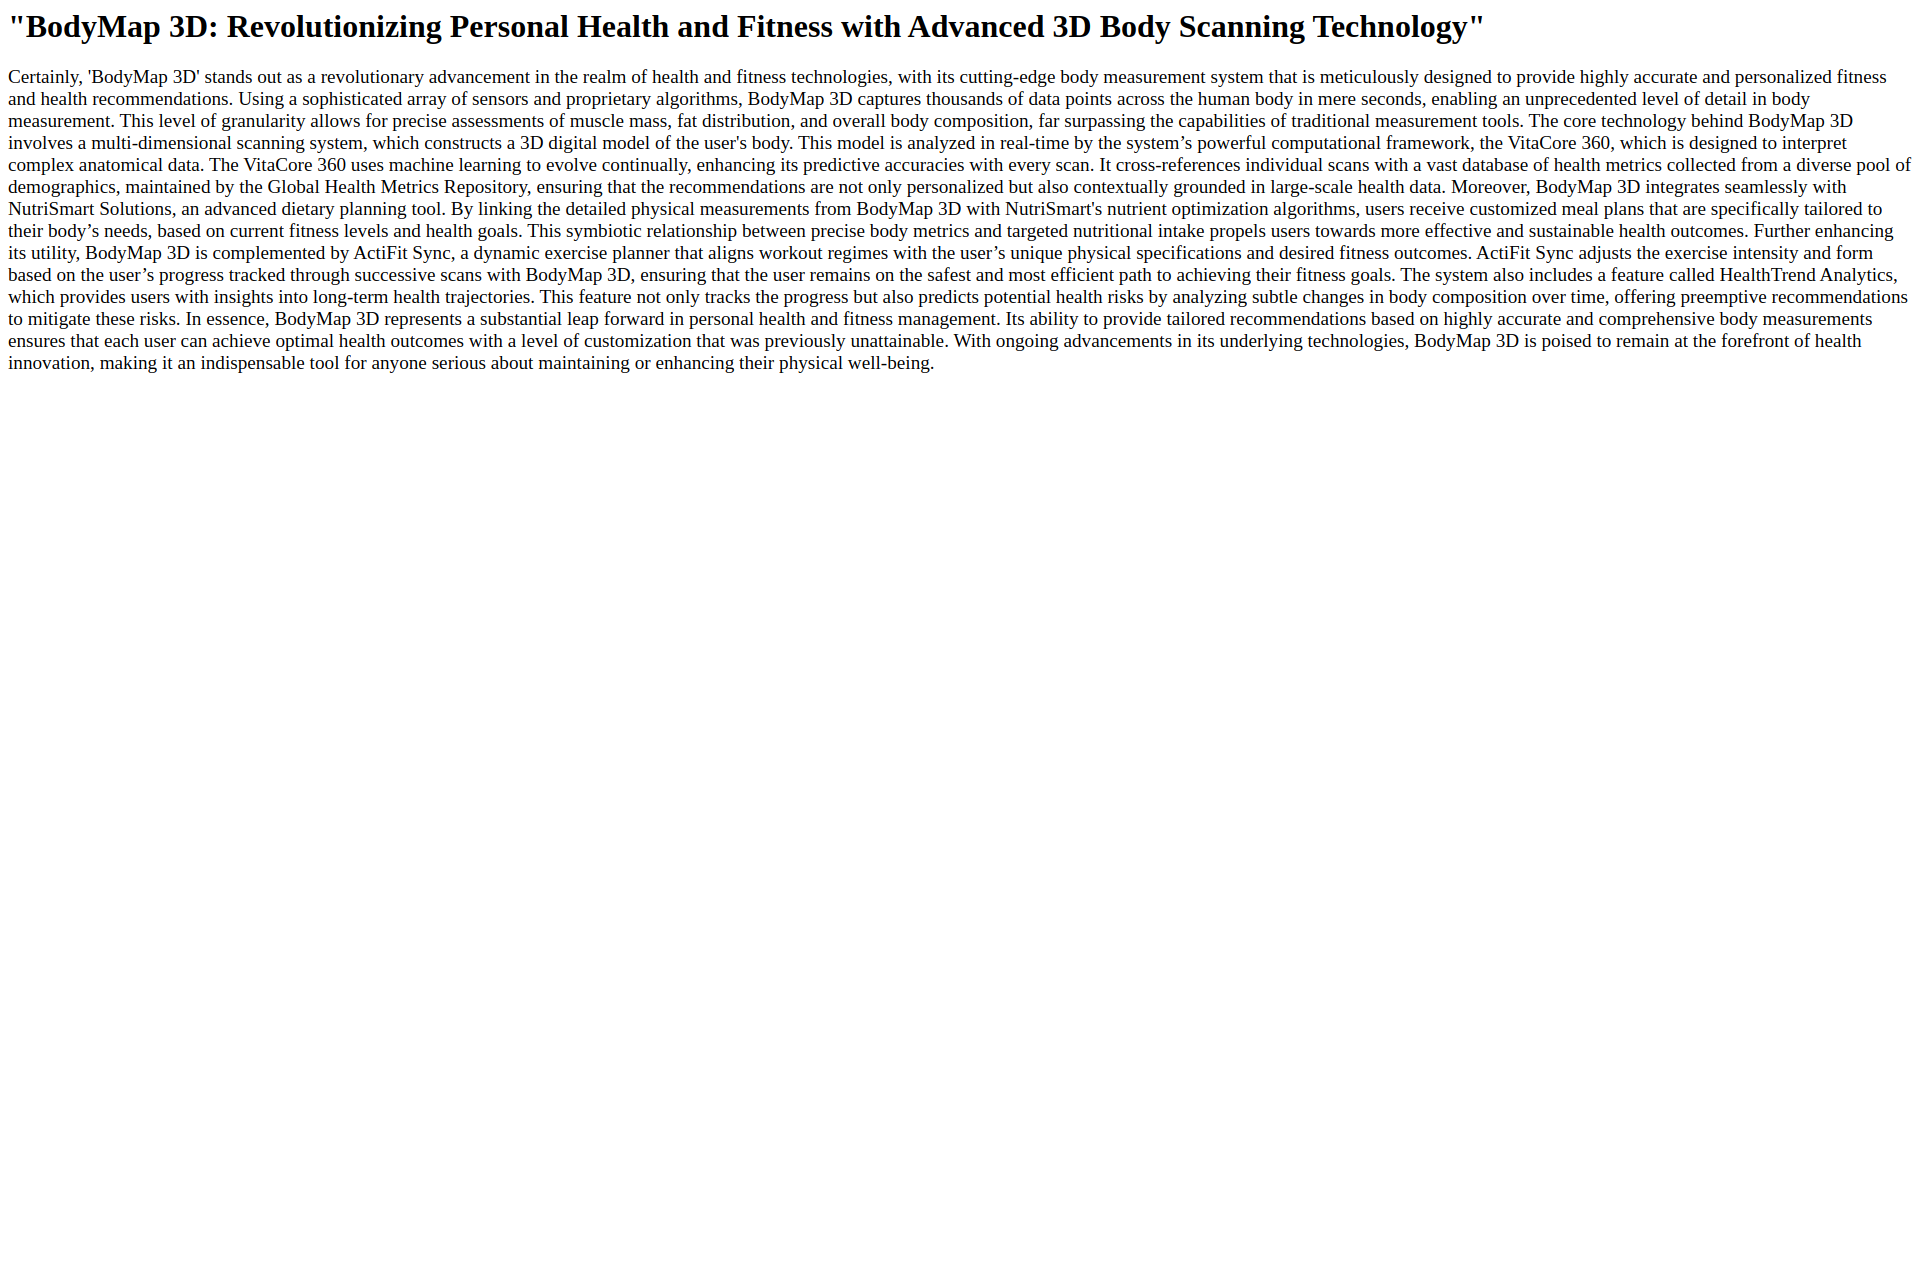 "BodyMap 3D: Revolutionizing Personal Health and Fitness with Advanced 3D Body Scanning Technology"
Certainly, 'BodyMap 3D' stands out as a revolutionary advancement in the realm of health and fitness technologies, with its cutting-edge body measurement system that is meticulously designed to provide highly accurate and personalized fitness
and health recommendations. Using a sophisticated array of sensors and proprietary algorithms, BodyMap 3D captures thousands of data points across the human body in mere seconds, enabling an unprecedented level of detail in body
measurement. This level of granularity allows for precise assessments of muscle mass, fat distribution, and overall body composition, far surpassing the capabilities of traditional measurement tools. The core technology behind BodyMap 3D
involves a multi-dimensional scanning system, which constructs a 3D digital model of the user's body. This model is analyzed in real-time by the system’s powerful computational framework, the VitaCore 360, which is designed to interpret
complex anatomical data. The VitaCore 360 uses machine learning to evolve continually, enhancing its predictive accuracies with every scan. It cross-references individual scans with a vast database of health metrics collected from a diverse pool of
demographics, maintained by the Global Health Metrics Repository, ensuring that the recommendations are not only personalized but also contextually grounded in large-scale health data. Moreover, BodyMap 3D integrates seamlessly with
NutriSmart Solutions, an advanced dietary planning tool. By linking the detailed physical measurements from BodyMap 3D with NutriSmart's nutrient optimization algorithms, users receive customized meal plans that are specifically tailored to
their body’s needs, based on current fitness levels and health goals. This symbiotic relationship between precise body metrics and targeted nutritional intake propels users towards more effective and sustainable health outcomes. Further enhancing
its utility, BodyMap 3D is complemented by ActiFit Sync, a dynamic exercise planner that aligns workout regimes with the user’s unique physical specifications and desired fitness outcomes. ActiFit Sync adjusts the exercise intensity and form
based on the user’s progress tracked through successive scans with BodyMap 3D, ensuring that the user remains on the safest and most efficient path to achieving their fitness goals. The system also includes a feature called HealthTrend Analytics,
which provides users with insights into long-term health trajectories. This feature not only tracks the progress but also predicts potential health risks by analyzing subtle changes in body composition over time, offering preemptive recommendations
to mitigate these risks. In essence, BodyMap 3D represents a substantial leap forward in personal health and fitness management. Its ability to provide tailored recommendations based on highly accurate and comprehensive body measurements
ensures that each user can achieve optimal health outcomes with a level of customization that was previously unattainable. With ongoing advancements in its underlying technologies, BodyMap 3D is poised to remain at the forefront of health
innovation, making it an indispensable tool for anyone serious about maintaining or enhancing their physical well-being.